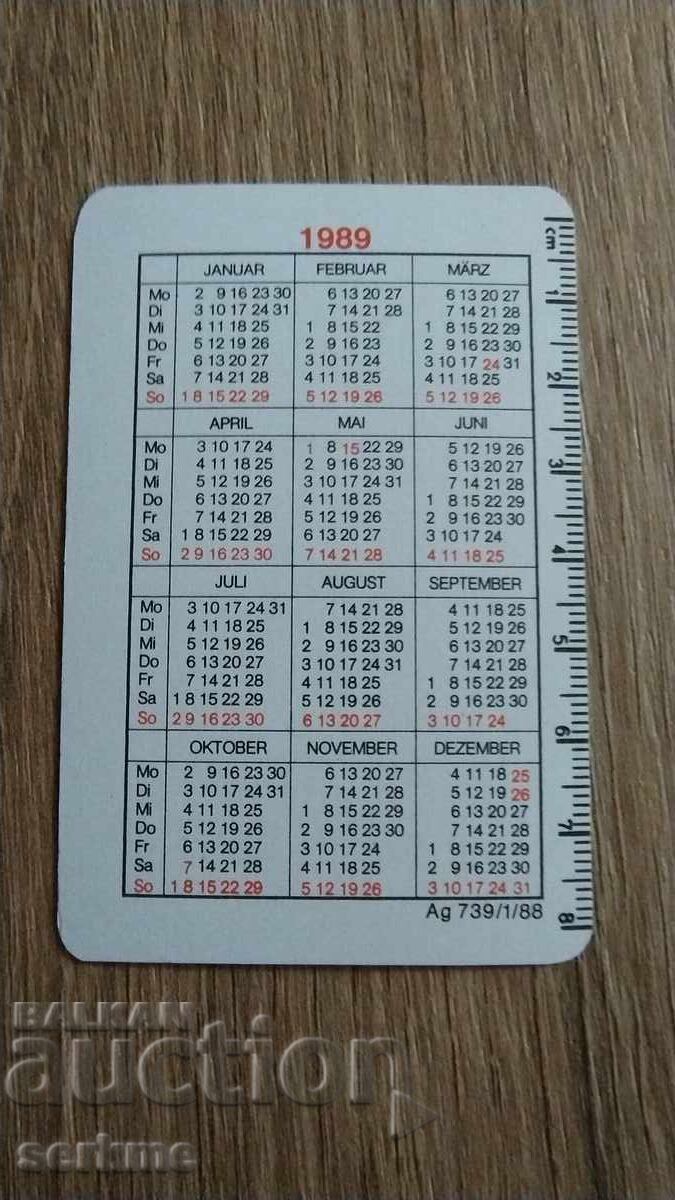 1989
JANUAR FEBRUAR MÄRZ
Mo 2 9 16 23 30 6 13 20 27 6 13 20 27
Di 3 10 17 24 31 7 14 21 28 7 14 21 28
Mi 4 11 18 25 1 8 15 22 1 8 15 22 29
Do 5 12 19 26 2 9 16 23 2 9 16 23 30
Fr 6 13 20 27 3 10 17 24 3 10 17 24 31
Sa 7 14 21 28 4 11 18 25 4 11 18 25
So 1 8 15 22 29 5 12 19 26 5 12 19 26
APRIL MAI JUNI
Mo 3 10 17 24 1 8 15 22 29 5 12 19 26
Di 4 11 18 25 2 9 16 23 30 6 13 20 27
Mi 5 12 19 26 3 10 17 24 31 7 14 21 28
Do 6 13 20 27 4 11 18 25 1 8 15 22 29
Fr 7 14 21 28 5 12 19 26 2 9 16 23 30
Sa 1 8 15 22 29 6 13 20 27 3 10 17 24
So 2 9 16 23 30 7 14 21 28 4 11 18 25
JULI AUGUST SEPTEMBER
Mo 3 10 17 24 31 7 14 21 28 4 11 18 25
Di 4 11 18 25 1 8 15 22 29 5 12 19 26
Mi 5 12 19 26 2 9 16 23 30 6 13 20 27
Do 6 13 20 27 3 10 17 24 31 7 14 21 28
Fr 7 14 21 28 4 11 18 25 1 8 15 22 29
Sa 1 8 15 22 29 5 12 19 26 2 9 16 23 30
So 2 9 16 23 30 6 13 20 27 3 10 17 24
OKTOBER NOVEMBER DEZEMBER
Mo 2 9 16 23 30 6 13 20 27 4 11 18 25
Di 3 10 17 24 31 7 14 21 28 5 12 19 26
Mi 4 11 18 25 1 8 15 22 29 6 13 20 27
Do 5 12 19 26 2 9 16 23 30 7 14 21 28
Fr 6 13 20 27 3 10 17 24 1 8 15 22 29
Sa 7 14 21 28 4 11 18 25 2 9 16 23 30
So 1 8 15 22 29 5 12 19 26 3 10 17 24 31
Ag 739/1/88
cm 1 2 3 4 5 6 7 8
BALKAN
auction
serkme